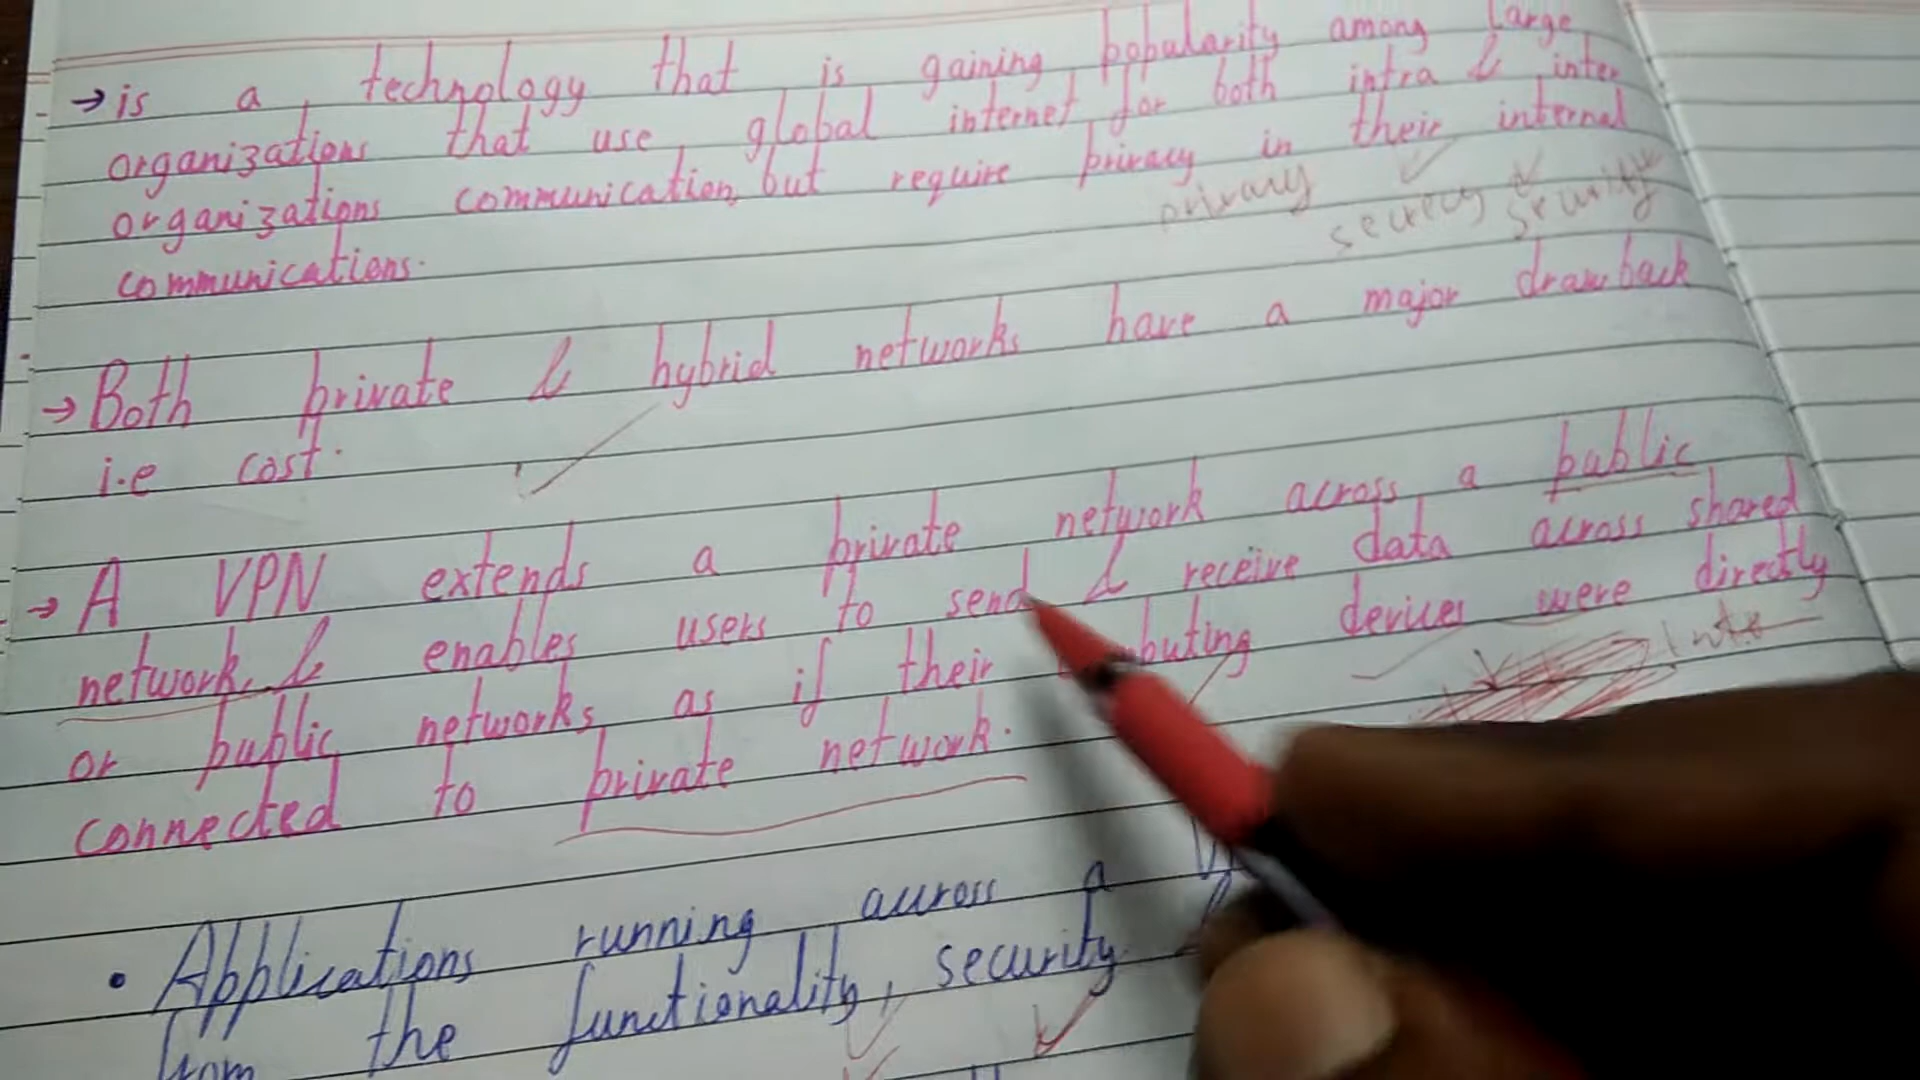 → is a technology that is gaining popularity among large
organizations that use global internet for both intra & inter
organizations communication, but require privacy in their internal
privacy secrecy security
communications.
→ Both private & hybrid networks have a major drawback
i.e cost.
→ A VPN extends a private network across a public
network, & enables users to send & receive data across shared
or public networks as if their devices were directly
connected to private network.
• Applications running across a
from the functionality, security